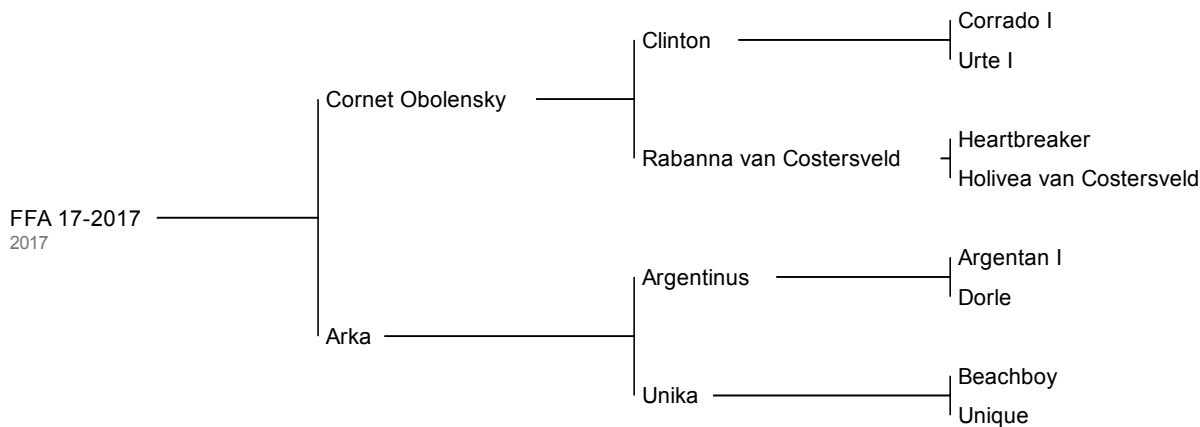 Corrado I
Clinton
Urte I
Cornet Obolensky
Heartbreaker
Rabanna van Costersveld
Holivea van Costersveld
FFA 17-2017
2017
Argentan I
Argentinus
Dorle
Arka
Beachboy
Unika
Unique